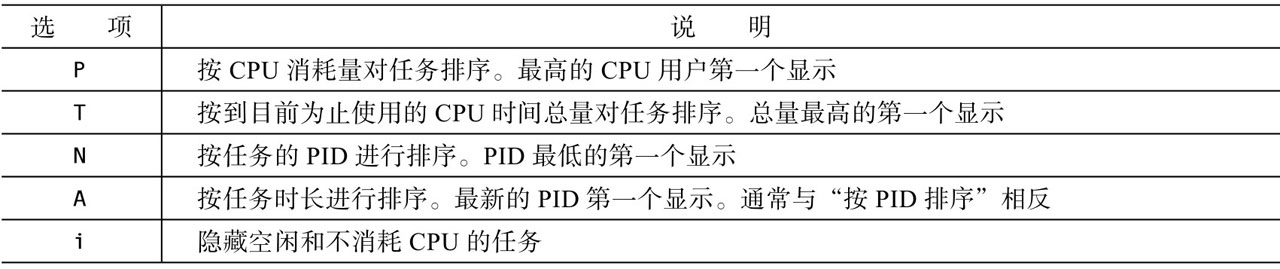 选 项 说 明
P 按 CPU 消耗量对任务排序。最高的 CPU 用户第一个显示
T 按到目前为止使用的 CPU 时间总量对任务排序。总量最高的第一个显示
N 按任务的 PID 进行排序。PID 最低的第一个显示
A 按任务时长进行排序。最新的 PID 第一个显示。通常与“按 PID 排序”相反
i 隐藏空闲和不消耗 CPU 的任务